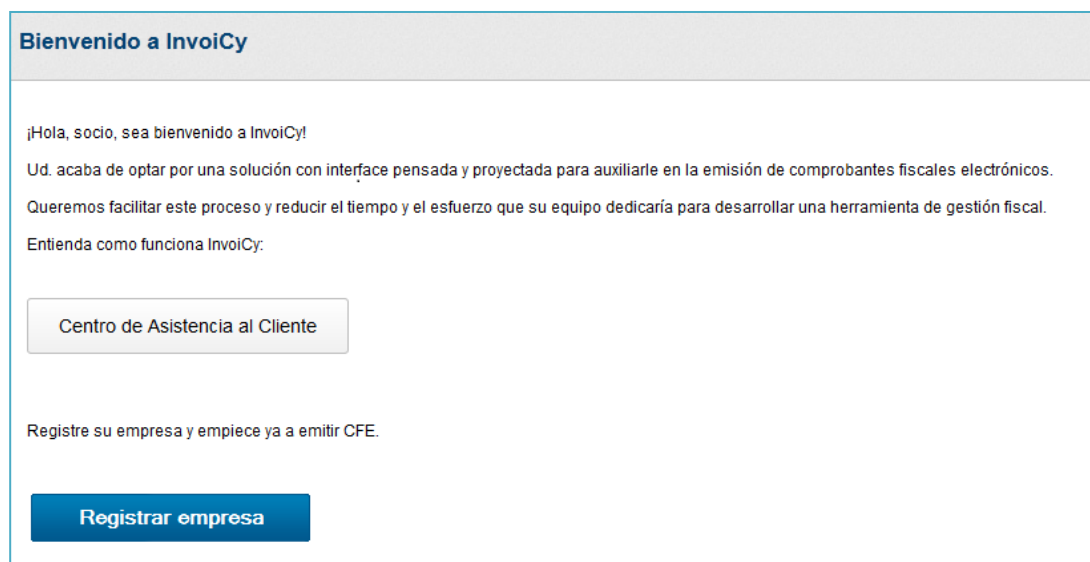 Bienvenido a InvoiCy
¡Hola, socio, sea bienvenido a InvoiCy!
Ud. acaba de optar por una solución con interface pensada y proyectada para auxiliarle en la emisión de comprobantes fiscales electrónicos.
Queremos facilitar este proceso y reducir el tiempo y el esfuerzo que su equipo dedicaría para desarrollar una herramienta de gestión fiscal.
Entienda como funciona InvoiCy:
Centro de Asistencia al Cliente
Registre su empresa y empiece ya a emitir CFE.
Registrar empresa